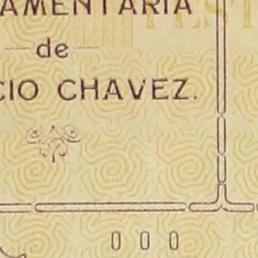 AMENTARIA
de
CIO CHAVEZ.
000